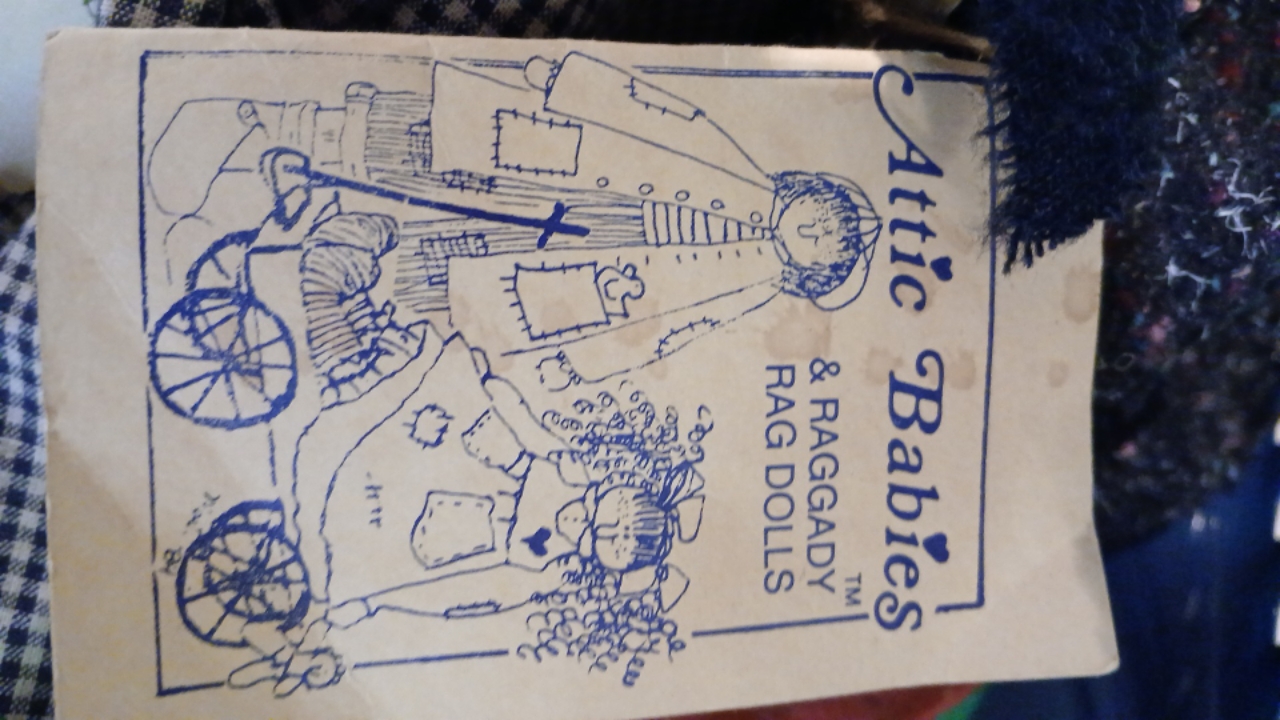 Attic Babies
TM
& RAGGADY
RAG DOLLS